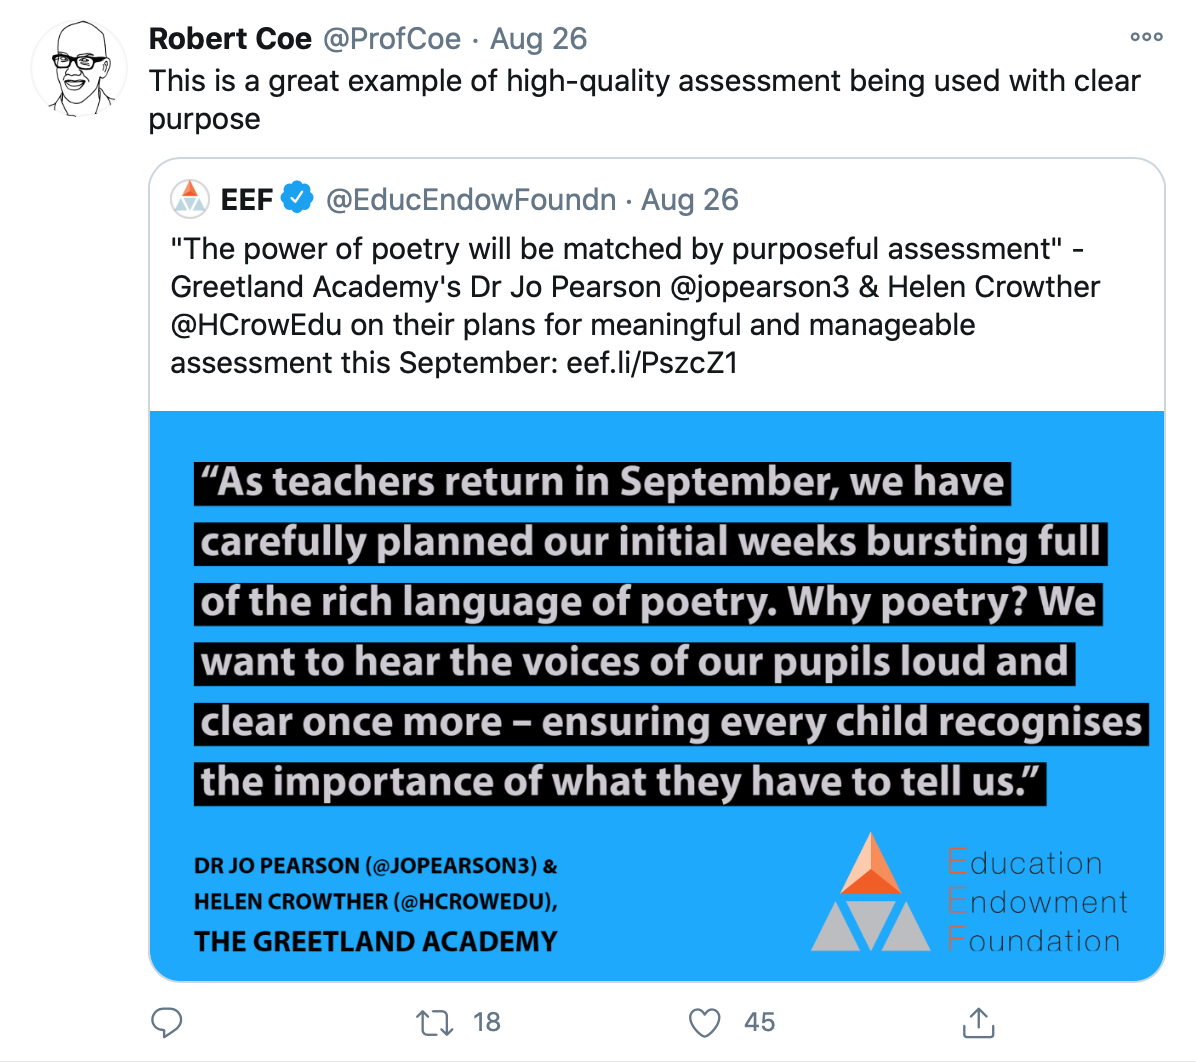 Robert Coe @ProfCoe · Aug 26
This is a great example of high-quality assessment being used with clear
purpose
EEF @EducEndowFoundn · Aug 26
"The power of poetry will be matched by purposeful assessment" -
Greetland Academy's Dr Jo Pearson @jopearson3 & Helen Crowther
@HCrowEdu on their plans for meaningful and manageable
assessment this September: eef.li/PszcZ1
“As teachers return in September, we have
carefully planned our initial weeks bursting full
of the rich language of poetry. Why poetry? We
want to hear the voices of our pupils loud and
clear once more – ensuring every child recognises
the importance of what they have to tell us.”
DR JO PEARSON (@JOPEARSON3) &
HELEN CROWTHER (@HCROWEDU),
THE GREETLAND ACADEMY
Education
Endowment
Foundation
18 45